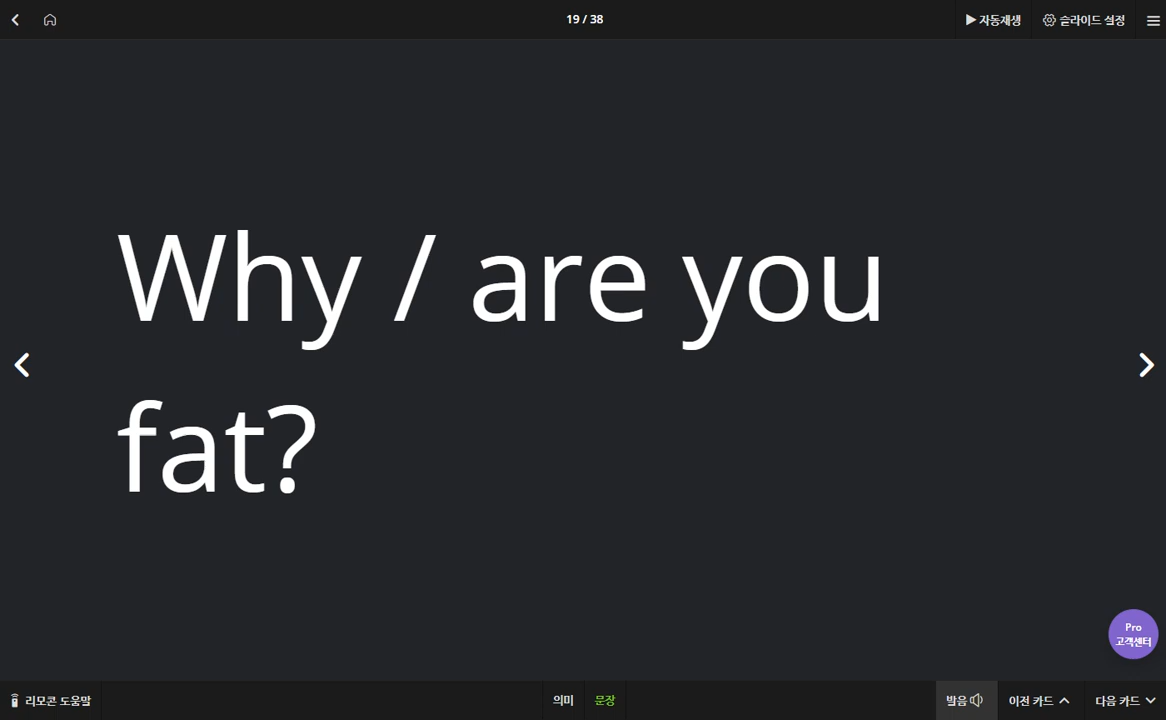 19 / 38
자동재생
슬라이드 설정
Why / are you
fat?
Pro
고객센터
리모콘 도움말
의미
문장
발음
이전 카드
다음 카드